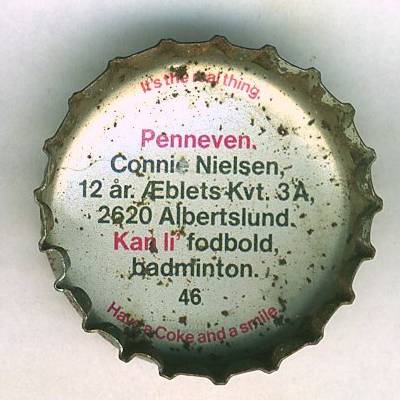 It's the real thing.
Penneven.
Connie Nielsen,
12 år. Æblets Kvt. 3A,
2620 Albertslund.
Kan li' fodbold,
badminton.
46
Have a Coke and a smile.